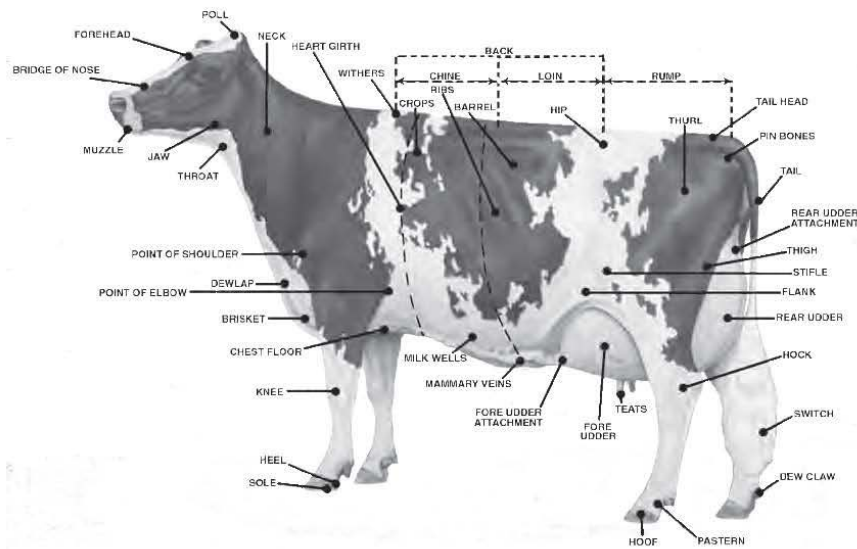 POLL
FOREHEAD
NECK
HEART GIRTH
BACK
BRIDGE OF NOSE
WITHERS
CHINE
LOIN
RUMP
RIBS
CROPS
BARREL
HIP
THURL
TAIL HEAD
PIN BONES
MUZZLE
JAW
THROAT
TAIL
REAR UDDER
ATTACHMENT
POINT OF SHOULDER
THIGH
STIFLE
DEWLAP
POINT OF ELBOW
FLANK
BRISKET
REAR UDDER
CHEST FLOOR
MILK WELLS
HOCK
MAMMARY VEINS
KNEE
FORE UDDER
ATTACHMENT
FORE
UDDER
TEATS
SWITCH
HEEL
SOLE
DEW CLAW
HOOF
PASTERN